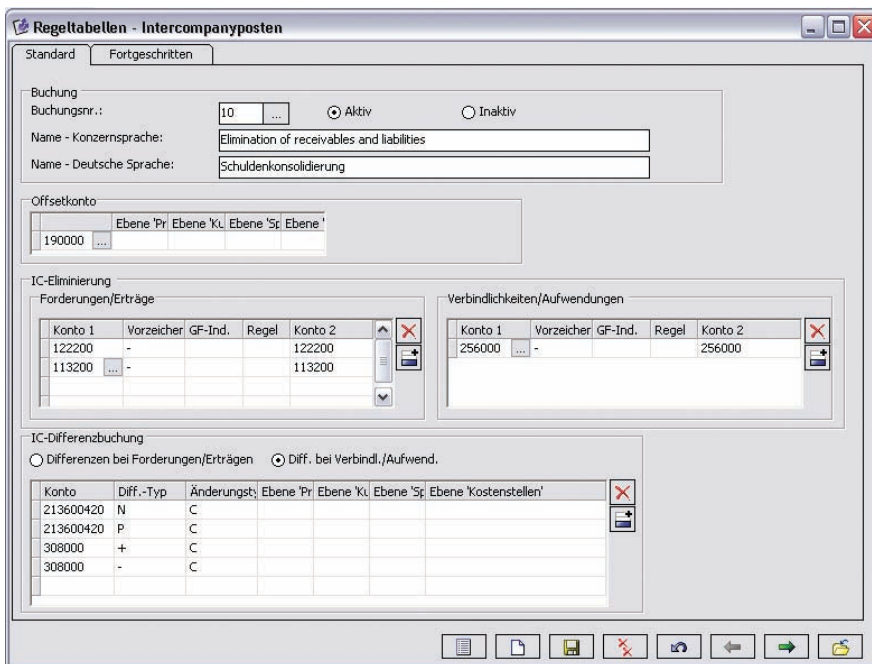 Regeltabellen - Intercompanyposten
Standard Fortgeschritten
Buchung
Buchungsnr.: 10 ... Aktiv Inaktiv
Name - Konzernsprache: Elimination of receivables and liabilities
Name - Deutsche Sprache: Schuldenkonsolidierung
Offsetkonto
Ebene 'Pr Ebene 'Ku Ebene 'Sp Ebene '
190000 ...
IC-Eliminierung
Forderungen/Erträge
Konto 1 Vorzeicher GF-Ind. Regel Konto 2
122200 - 122200
113200 ... - 113200
Verbindlichkeiten/Aufwendungen
Konto 1 Vorzeicher GF-Ind. Regel Konto 2
256000 ... - 256000
IC-Differenzbuchung
Differenzen bei Forderungen/Erträgen Diff. bei Verbindl./Aufwend.
Konto Diff.-Typ Änderungsty Ebene 'Pr Ebene 'Ku Ebene 'Sp Ebene 'Kostenstellen'
213600420 N C
213600420 P C
308000 + C
308000 - C